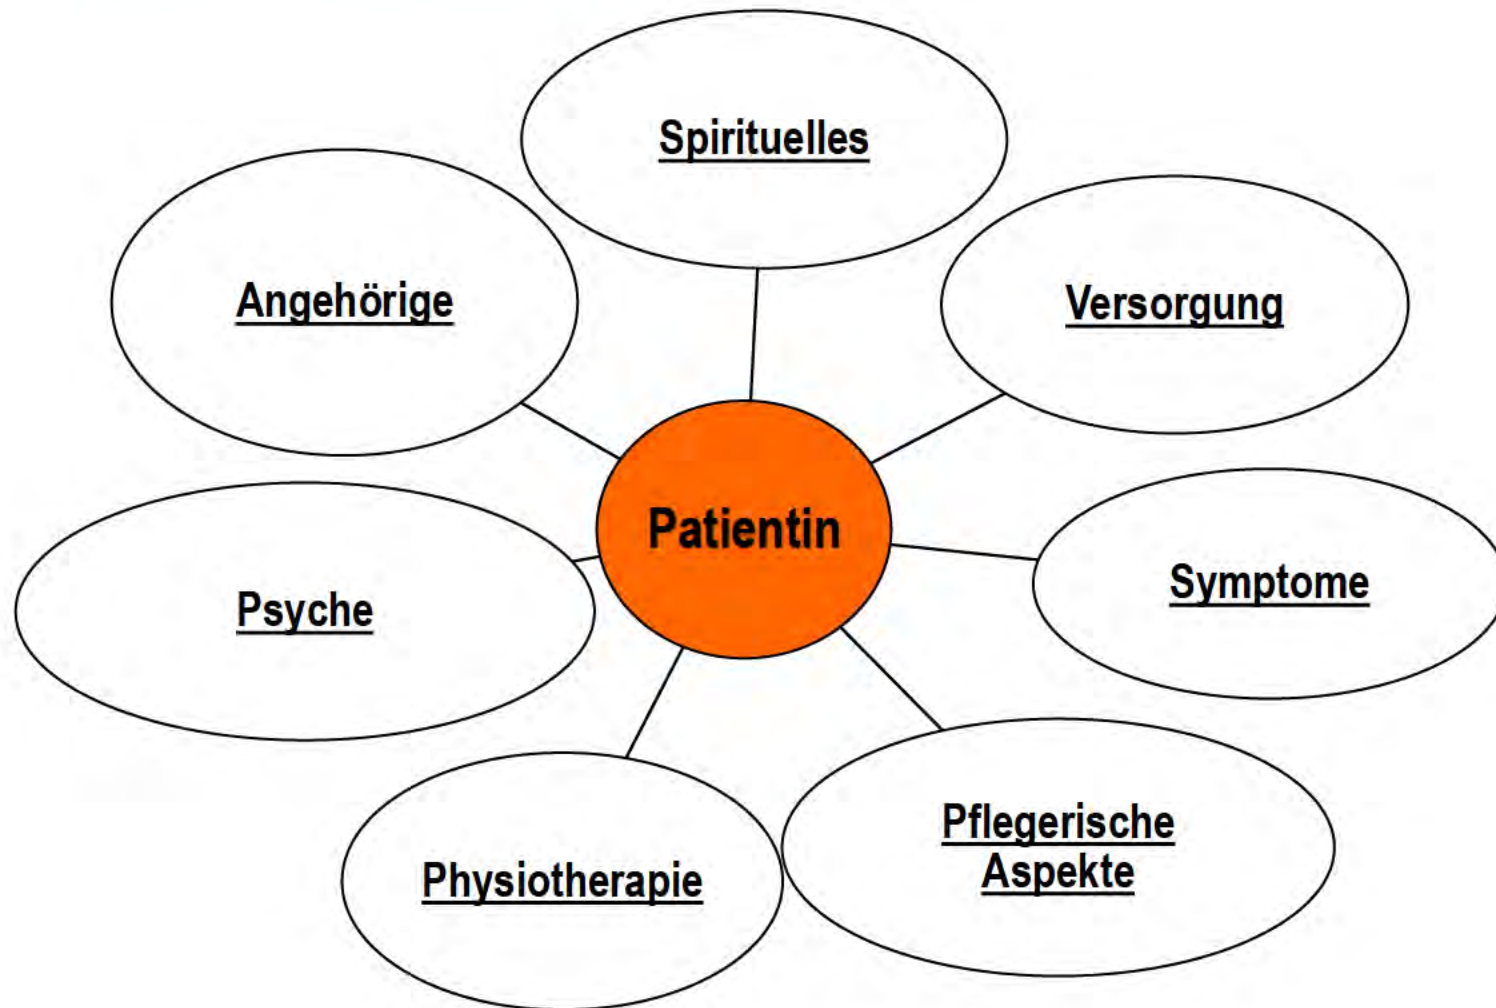 Spirituelles
Angehörige
Versorgung
Patientin
Symptome
Psyche
Pflegerische
Aspekte
Physiotherapie